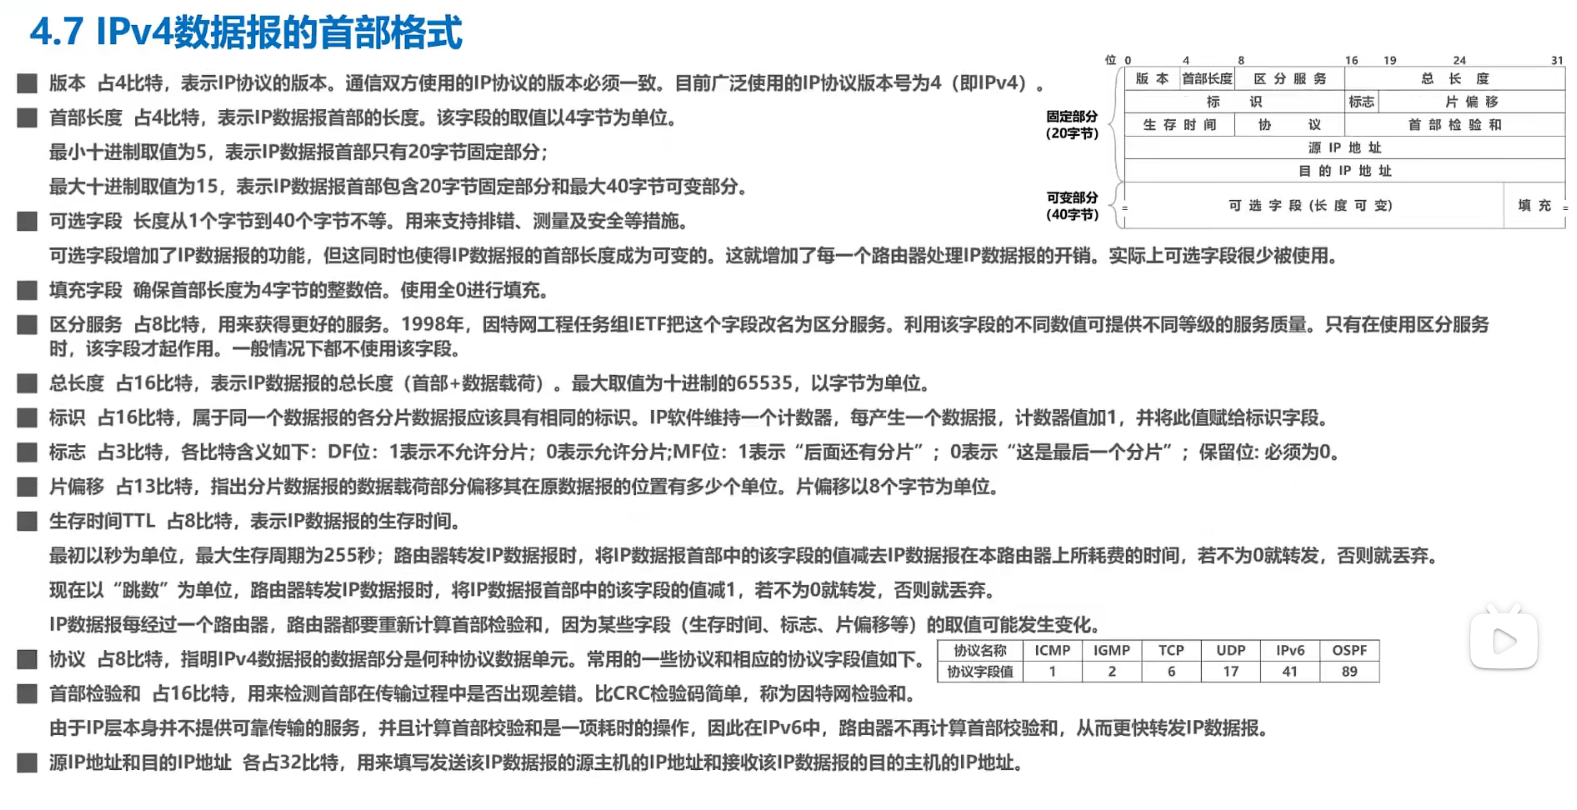 4.7 IPv4数据报的首部格式
版本 占4比特，表示IP协议的版本。通信双方使用的IP协议的版本必须一致。目前广泛使用的IP协议版本号为4（即IPv4）。
首部长度 占4比特，表示IP数据报首部的长度。该字段的取值以4字节为单位。
最小十进制取值为5，表示IP数据报首部只有20字节固定部分；
最大十进制取值为15，表示IP数据报首部包含20字节固定部分和最大40字节可变部分。
位 0 4 8 16 19 24 31
版 本 首部长度 区 分 服 务 总 长 度
标 识 标志 片 偏 移
固定部分
(20字节)
生 存 时 间 协 议 首 部 检 验 和
源 IP 地 址
目 的 IP 地 址
可变部分
(40字节)
可 选 字 段 (长 度 可 变) 填 充
可选字段 长度从1个字节到40个字节不等。用来支持排错、测量及安全等措施。
可选字段增加了IP数据报的功能，但这同时也使得IP数据报的首部长度成为可变的。这就增加了每一个路由器处理IP数据报的开销。实际上可选字段很少被使用。
填充字段 确保首部长度为4字节的整数倍。使用全0进行填充。
区分服务 占8比特，用来获得更好的服务。1998年，因特网工程任务组IETF把这个字段改名为区分服务。利用该字段的不同数值可提供不同等级的服务质量。只有在使用区分服务
时，该字段才起作用。一般情况下都不使用该字段。
总长度 占16比特，表示IP数据报的总长度（首部+数据载荷）。最大取值为十进制的65535，以字节为单位。
标识 占16比特，属于同一个数据报的各分片数据报应该具有相同的标识。IP软件维持一个计数器，每产生一个数据报，计数器值加1，并将此值赋给标识字段。
标志 占3比特，各比特含义如下：DF位：1表示不允许分片；0表示允许分片;MF位：1表示“后面还有分片”；0表示“这是最后一个分片”；保留位: 必须为0。
片偏移 占13比特，指出分片数据报的数据载荷部分偏移其在原数据报的位置有多少个单位。片偏移以8个字节为单位。
生存时间TTL 占8比特，表示IP数据报的生存时间。
最初以秒为单位，最大生存周期为255秒；路由器转发IP数据报时，将IP数据报首部中的该字段的值减去IP数据报在本路由器上所耗费的时间，若不为0就转发，否则就丢弃。
现在以“跳数”为单位，路由器转发IP数据报时，将IP数据报首部中的该字段的值减1，若不为0就转发，否则就丢弃。
IP数据报每经过一个路由器，路由器都要重新计算首部检验和，因为某些字段（生存时间、标志、片偏移等）的取值可能发生变化。
协议 占8比特，指明IPv4数据报的数据部分是何种协议数据单元。常用的一些协议和相应的协议字段值如下。
协议名称 ICMP IGMP TCP UDP IPv6 OSPF
协议字段值 1 2 6 17 41 89
首部检验和 占16比特，用来检测首部在传输过程中是否出现差错。比CRC检验码简单，称为因特网检验和。
由于IP层本身并不提供可靠传输的服务，并且计算首部校验和是一项耗时的操作，因此在IPv6中，路由器不再计算首部校验和，从而更快转发IP数据报。
源IP地址和目的IP地址 各占32比特，用来填写发送该IP数据报的源主机的IP地址和接收该IP数据报的目的主机的IP地址。